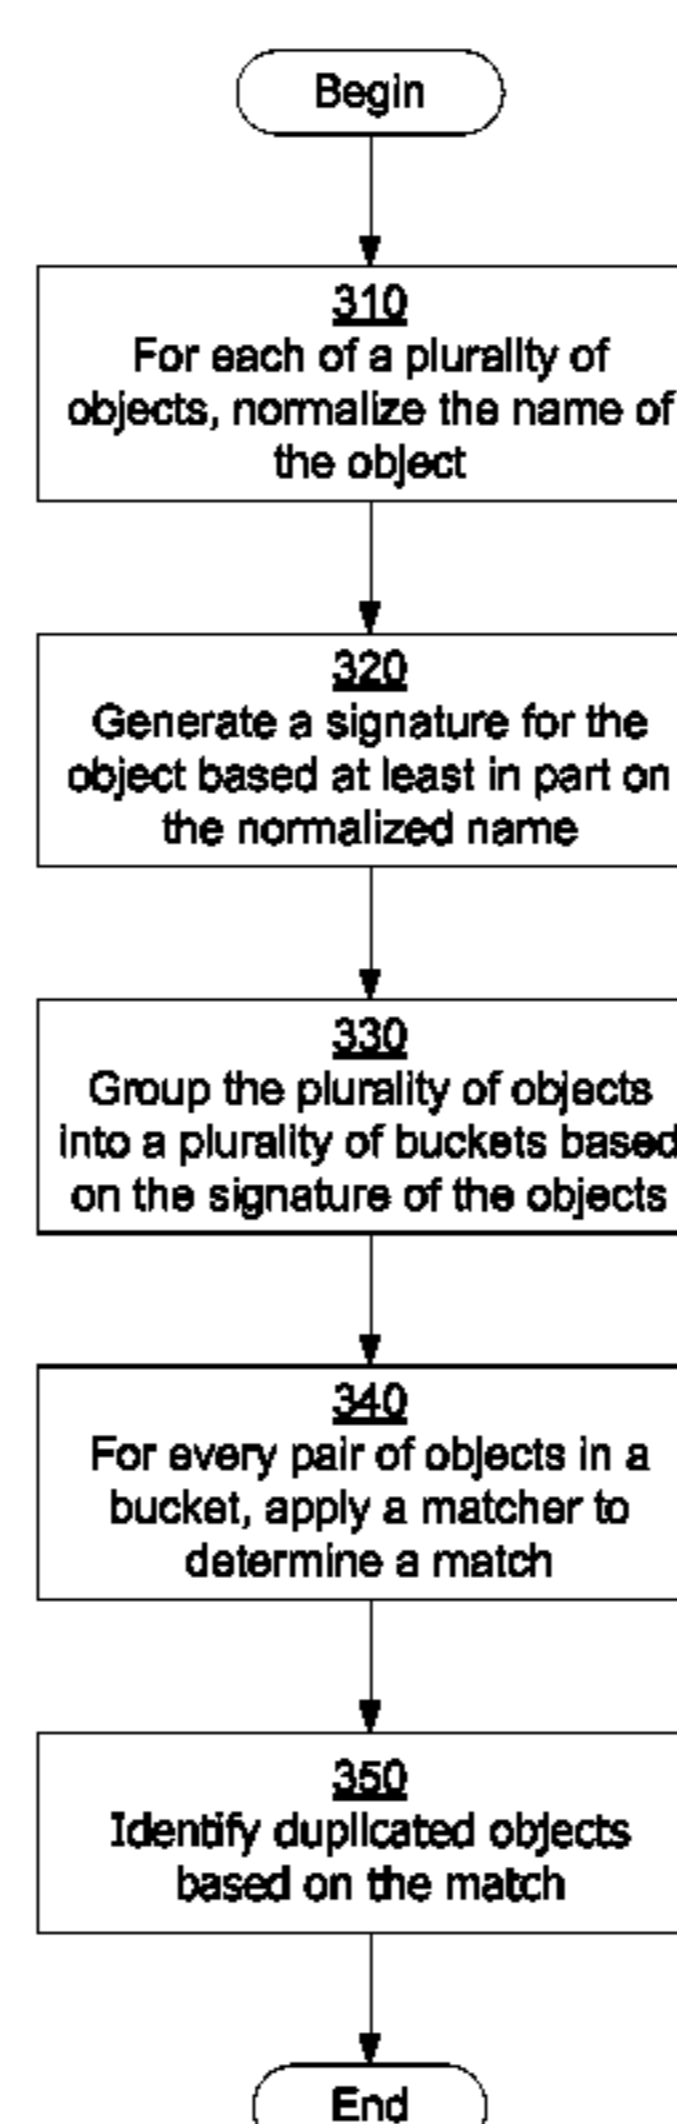 Begin
310
For each of a plurality of
objects, normalize the name of
the object
320
Generate a signature for the
object based at least in part on
the normalized name
330
Group the plurality of objects
into a plurality of buckets based
on the signature of the objects
340
For every pair of objects in a
bucket, apply a matcher to
determine a match
350
Identify duplicated objects
based on the match
End